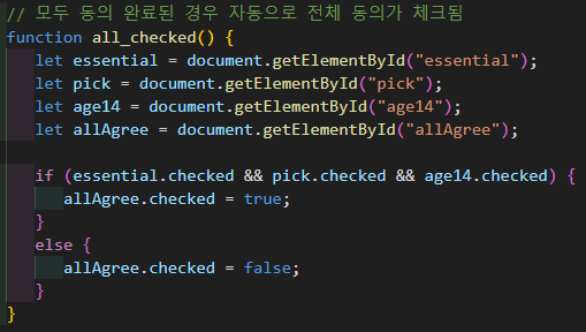 // 모두 동의 완료된 경우 자동으로 전체 동의가 체크됨
function all_checked() {
    let essential = document.getElementById("essential");
    let pick = document.getElementById("pick");
    let age14 = document.getElementById("age14");
    let allAgree = document.getElementById("allAgree");

    if (essential.checked && pick.checked && age14.checked) {
        allAgree.checked = true;
    }
    else {
        allAgree.checked = false;
    }
}